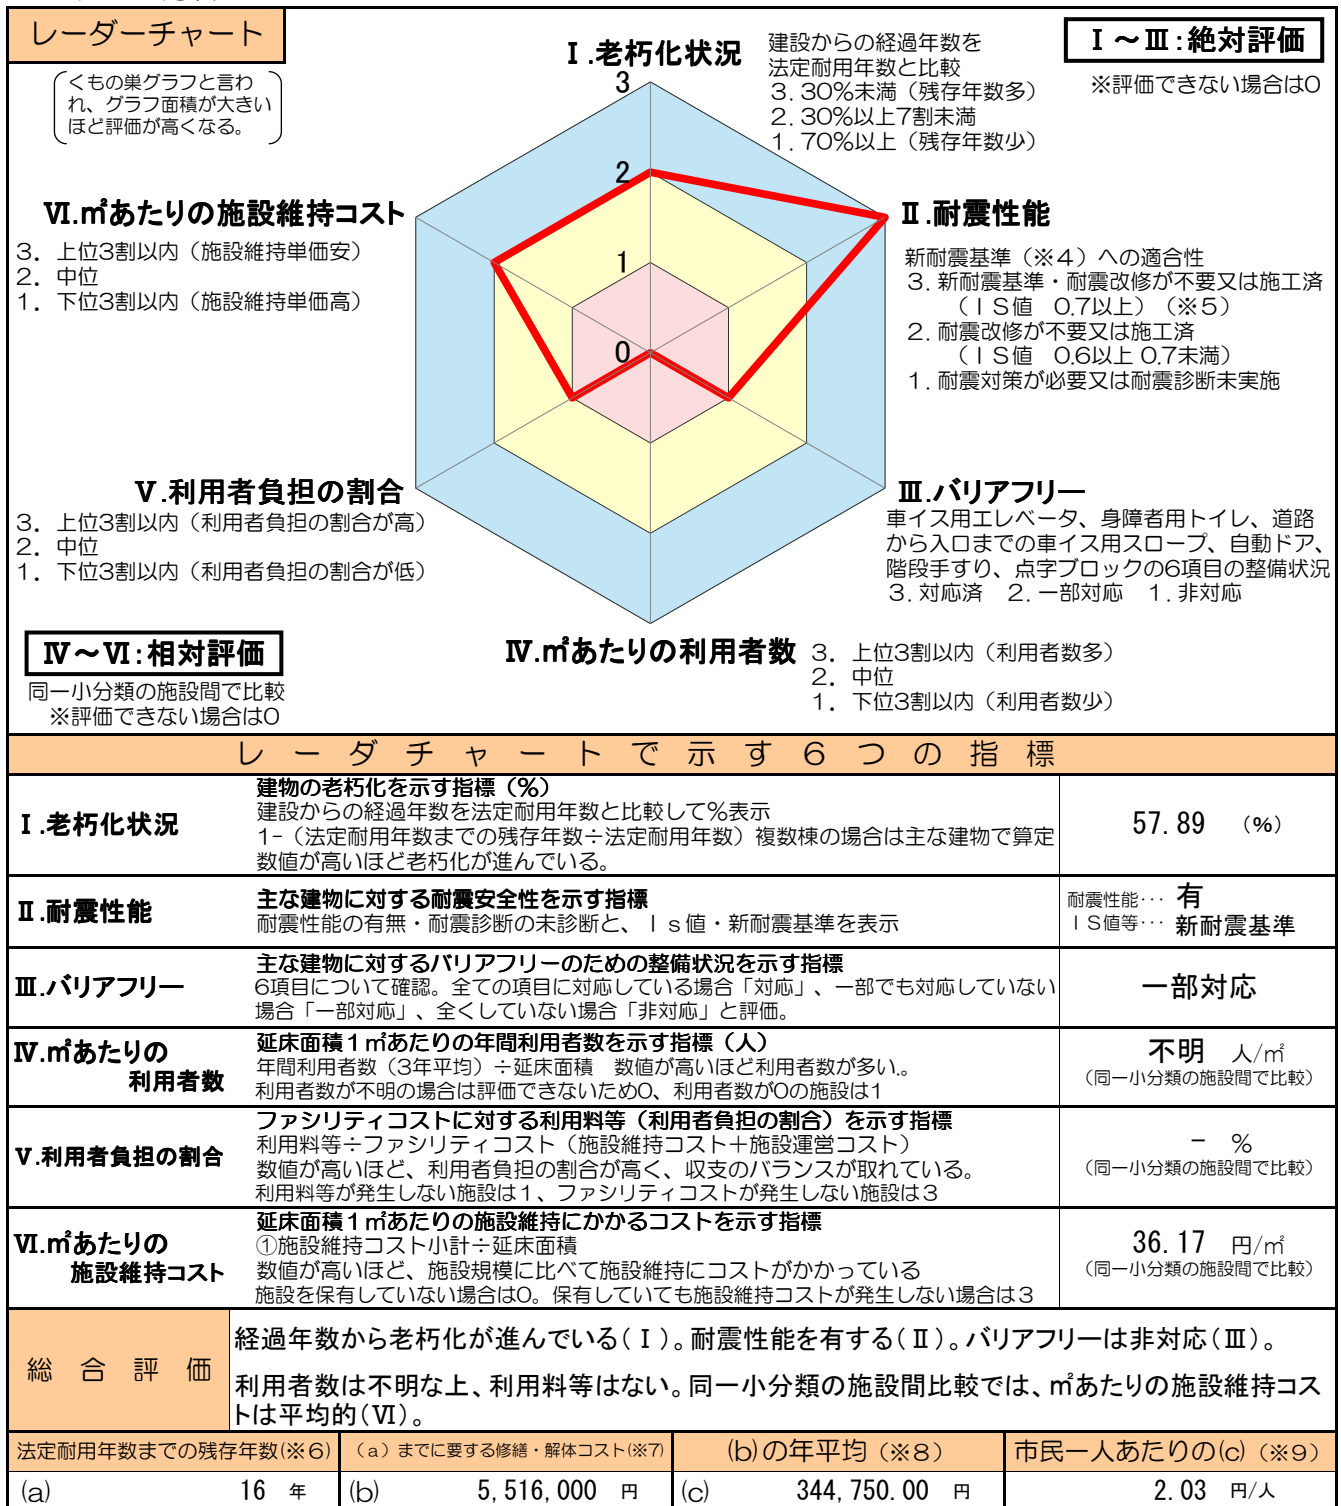 レーダーチャート
くもの巣グラフと言わ
れ、グラフ面積が大きい
ほど評価が高くなる。
Ⅰ.老朽化状況
建設からの経過年数を
法定耐用年数と比較
3. 30%未満（残存年数多）
2. 30%以上7割未満
1. 70%以上（残存年数少）
Ⅰ～Ⅲ:絶対評価
※評価できない場合は0
3
2
1
0
Ⅵ.㎡あたりの施設維持コスト
3. 上位3割以内（施設維持単価安）
2. 中位
1. 下位3割以内（施設維持単価高）
Ⅱ.耐震性能
新耐震基準（※4）への適合性
3. 新耐震基準・耐震改修が不要又は施工済
（ＩＳ値　0.7以上）（※5）
2. 耐震改修が不要又は施工済
（ＩＳ値　0.6以上 0.7未満）
1. 耐震対策が必要又は耐震診断未実施
Ⅴ.利用者負担の割合
3. 上位3割以内（利用者負担の割合が高）
2. 中位
1. 下位3割以内（利用者負担の割合が低）
Ⅲ.バリアフリー
車イス用エレベータ、身障者用トイレ、道路
から入口までの車イス用スロープ、自動ドア、
階段手すり、点字ブロックの6項目の整備状況
3. 対応済　2. 一部対応　1. 非対応
Ⅳ～Ⅵ:相対評価
同一小分類の施設間で比較
※評価できない場合は0
Ⅳ.㎡あたりの利用者数
3. 上位3割以内（利用者数多）
2. 中位
1. 下位3割以内（利用者数少）
レーダチャートで示す6つの指標
Ⅰ.老朽化状況
建物の老朽化を示す指標（%）
建設からの経過年数を法定耐用年数と比較して%表示
1-（法定耐用年数までの残存年数÷法定耐用年数）複数棟の場合は主な建物で算定
数値が高いほど老朽化が進んでいる。
57.89 （%）
Ⅱ.耐震性能
主な建物に対する耐震安全性を示す指標
耐震性能の有無・耐震診断の未診断と、Ｉｓ値・新耐震基準を表示
耐震性能･･･ 有
ＩＳ値等･･･ 新耐震基準
Ⅲ.バリアフリー
主な建物に対するバリアフリーのための整備状況を示す指標
6項目について確認。全ての項目に対応している場合「対応」、一部でも対応していない
場合「一部対応」、全くしていない場合「非対応」と評価。
一部対応
Ⅳ.㎡あたりの
利用者数
延床面積１㎡あたりの年間利用者数を示す指標（人）
年間利用者数（3年平均）÷延床面積　数値が高いほど利用者数が多い。
利用者数が不明の場合は評価できないため0、利用者数が0の施設は1
不明 人/㎡
（同一小分類の施設間で比較）
Ⅴ.利用者負担の割合
ファシリティコストに対する利用料等（利用者負担の割合）を示す指標
利用料等÷ファシリティコスト（施設維持コスト＋施設運営コスト）
数値が高いほど、利用者負担の割合が高く、収支のバランスが取れている。
利用料等が発生しない施設は１、ファシリティコストが発生しない施設は３
- %
（同一小分類の施設間で比較）
Ⅵ.㎡あたりの
施設維持コスト
延床面積１㎡あたりの施設維持にかかるコストを示す指標
①施設維持コスト小計÷延床面積
数値が高いほど、施設規模に比べて施設維持にコストがかかっている
施設を保有していない場合は0。保有していても施設維持コストが発生しない場合は３
36.17 円/㎡
（同一小分類の施設間で比較）
総合評価
経過年数から老朽化が進んでいる(Ⅰ)。耐震性能を有する(Ⅱ)。バリアフリーは非対応(Ⅲ)。
利用者数は不明な上、利用料等はない。同一小分類の施設間比較では、㎡あたりの施設維持コス
トは平均的(Ⅵ)。
法定耐用年数までの残存年数(※6)
（a）までに要する修繕・解体コスト(※7)
(b)の年平均（※8）
市民一人あたりの(c)（※9）
(a) 16 年
(b) 5,516,000 円
(c) 344,750.00 円
2.03 円/人